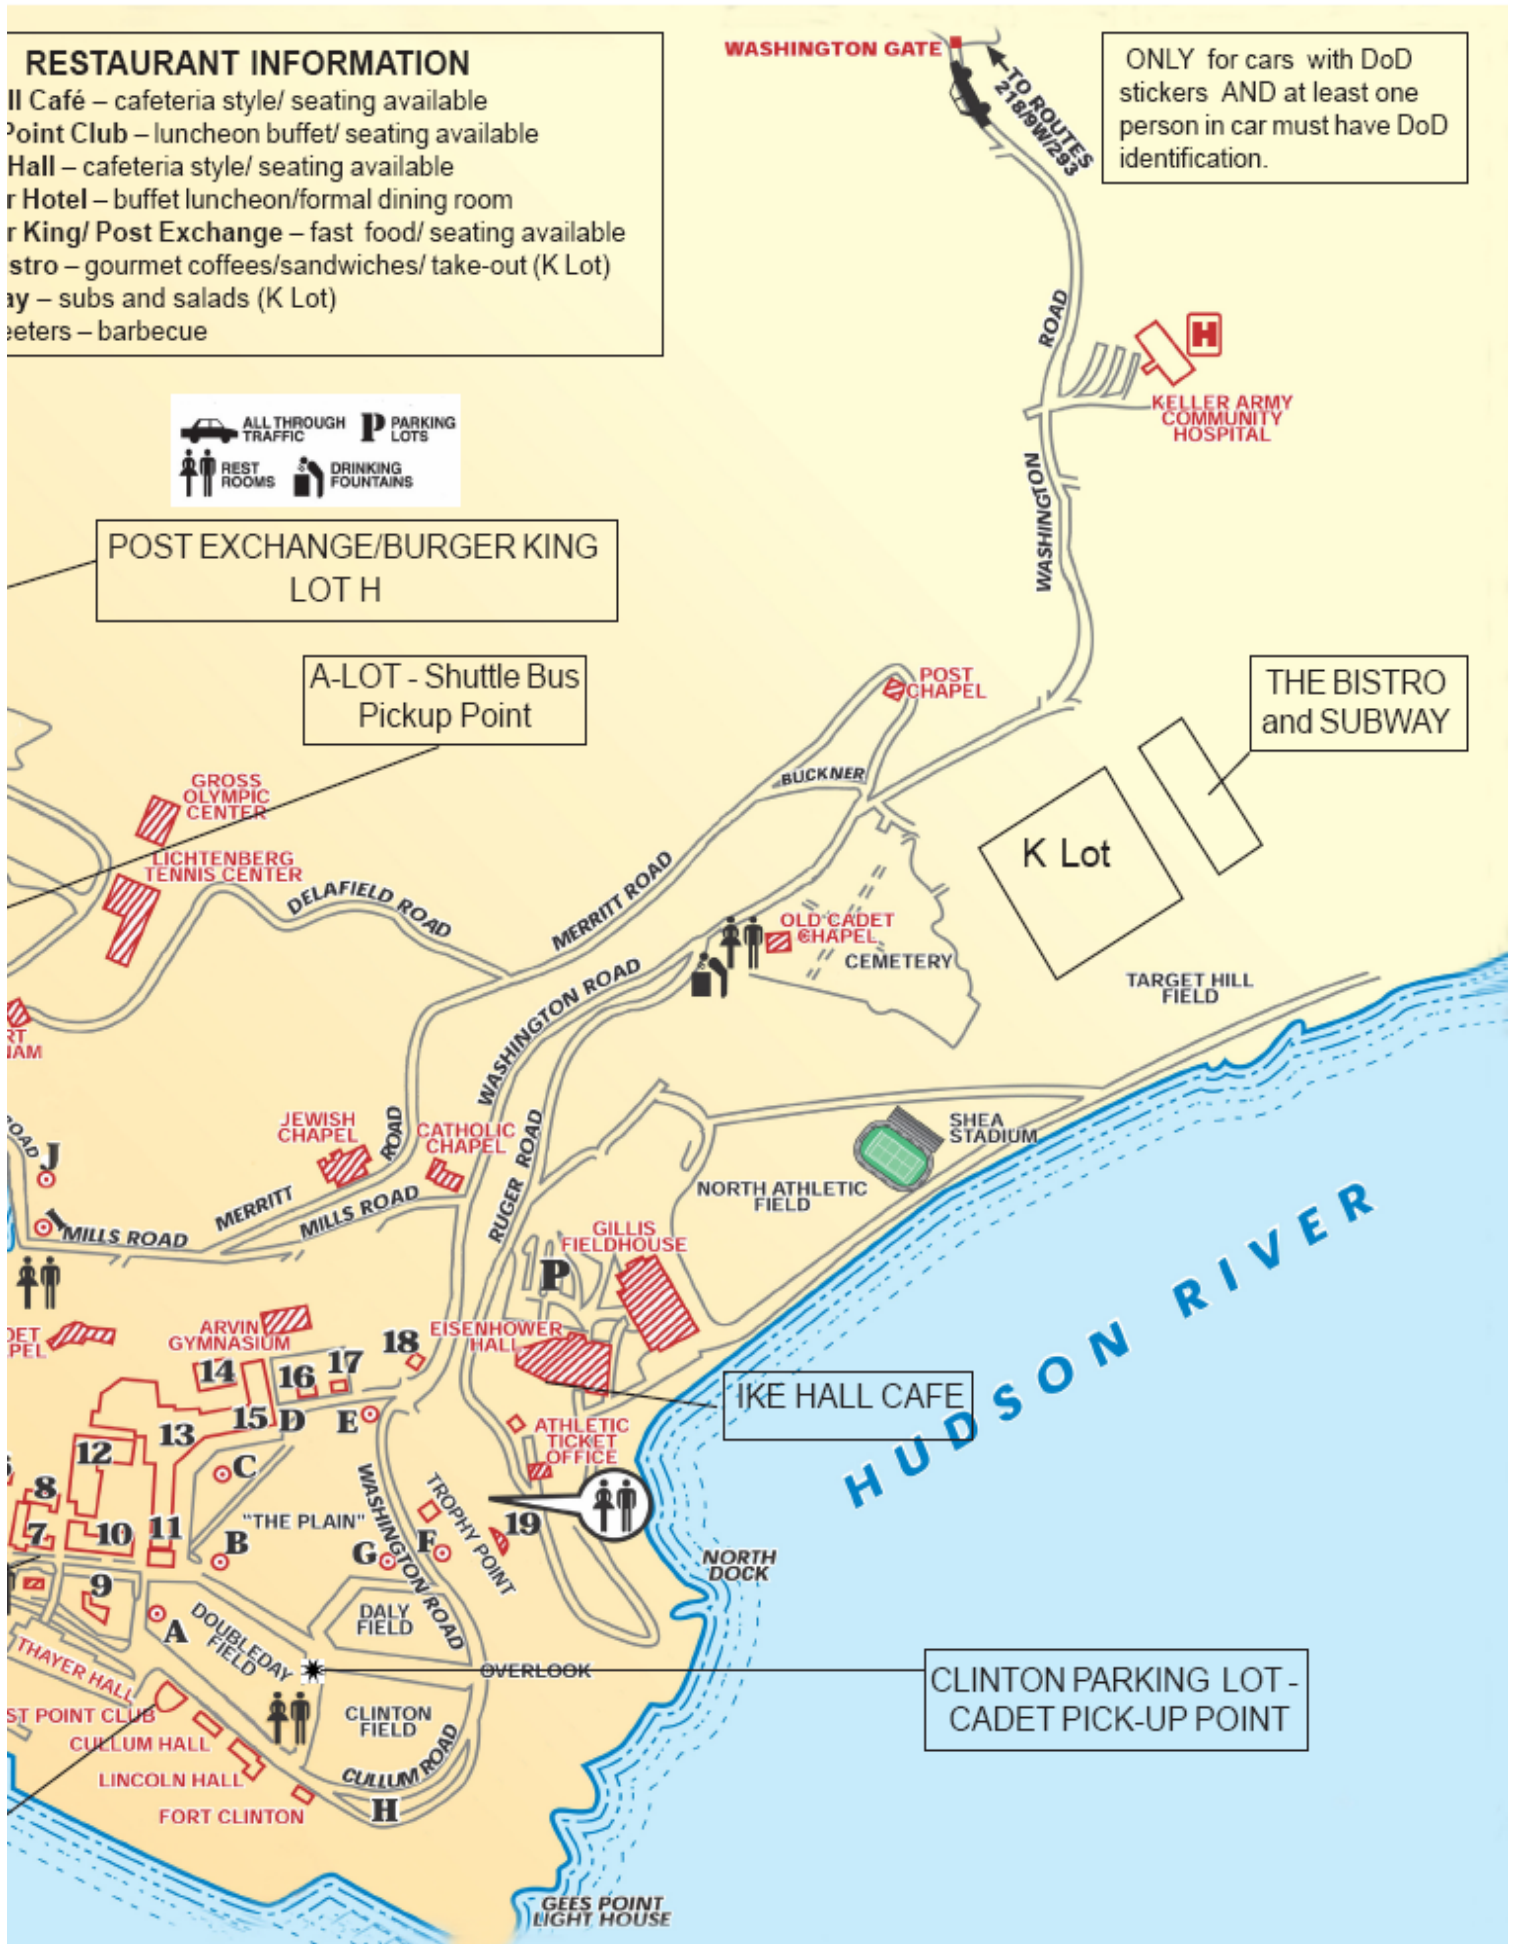 RESTAURANT INFORMATION
ll Café – cafeteria style/ seating available
Point Club – luncheon buffet/ seating available
Hall – cafeteria style/ seating available
r Hotel – buffet luncheon/formal dining room
r King/ Post Exchange – fast food/ seating available
stro – gourmet coffees/sandwiches/ take-out (K Lot)
ay – subs and salads (K Lot)
eeters – barbecue
WASHINGTON GATE
TO ROUTES
218/9W/293
ONLY for cars with DoD
stickers AND at least one
person in car must have DoD
identification.
ALL THROUGH
TRAFFIC
P
PARKING
LOTS
REST
ROOMS
DRINKING
FOUNTAINS
ROAD
H
KELLER ARMY
COMMUNITY
HOSPITAL
WASHINGTON
POST EXCHANGE/BURGER KING
LOT H
A-LOT - Shuttle Bus
Pickup Point
POST
CHAPEL
THE BISTRO
and SUBWAY
BUCKNER
GROSS
OLYMPIC
CENTER
LICHTENBERG
TENNIS CENTER
DELAFIELD ROAD
MERRITT ROAD
K Lot
OLD CADET
CHAPEL
CEMETERY
TARGET HILL
FIELD
WASHINGTON ROAD
RT
NAM
OAD
J
JEWISH
CHAPEL
ROAD
CATHOLIC
CHAPEL
RUGER ROAD
SHEA
STADIUM
NORTH ATHLETIC
FIELD
MERRITT
MILLS ROAD
I
MILLS ROAD
GILLIS
FIELDHOUSE
P
HUDSON RIVER
DET
PEL
ARVIN
GYMNASIUM
18
EISENHOWER
HALL
14
16
17
IKE HALL CAFE
15
D
E
13
12
ATHLETIC
TICKET
OFFICE
C
8
WASHINGTON ROAD
TROPHY POINT
"THE PLAIN"
7
10
11
B
G
F
19
NORTH
DOCK
9
A
DOUBLEDAY
FIELD
DALY
FIELD
THAYER HALL
OVERLOOK
CLINTON PARKING LOT -
CADET PICK-UP POINT
ST POINT CLUB
CLINTON
FIELD
CULLUM HALL
CULLUM ROAD
LINCOLN HALL
H
FORT CLINTON
GEES POINT
LIGHT HOUSE